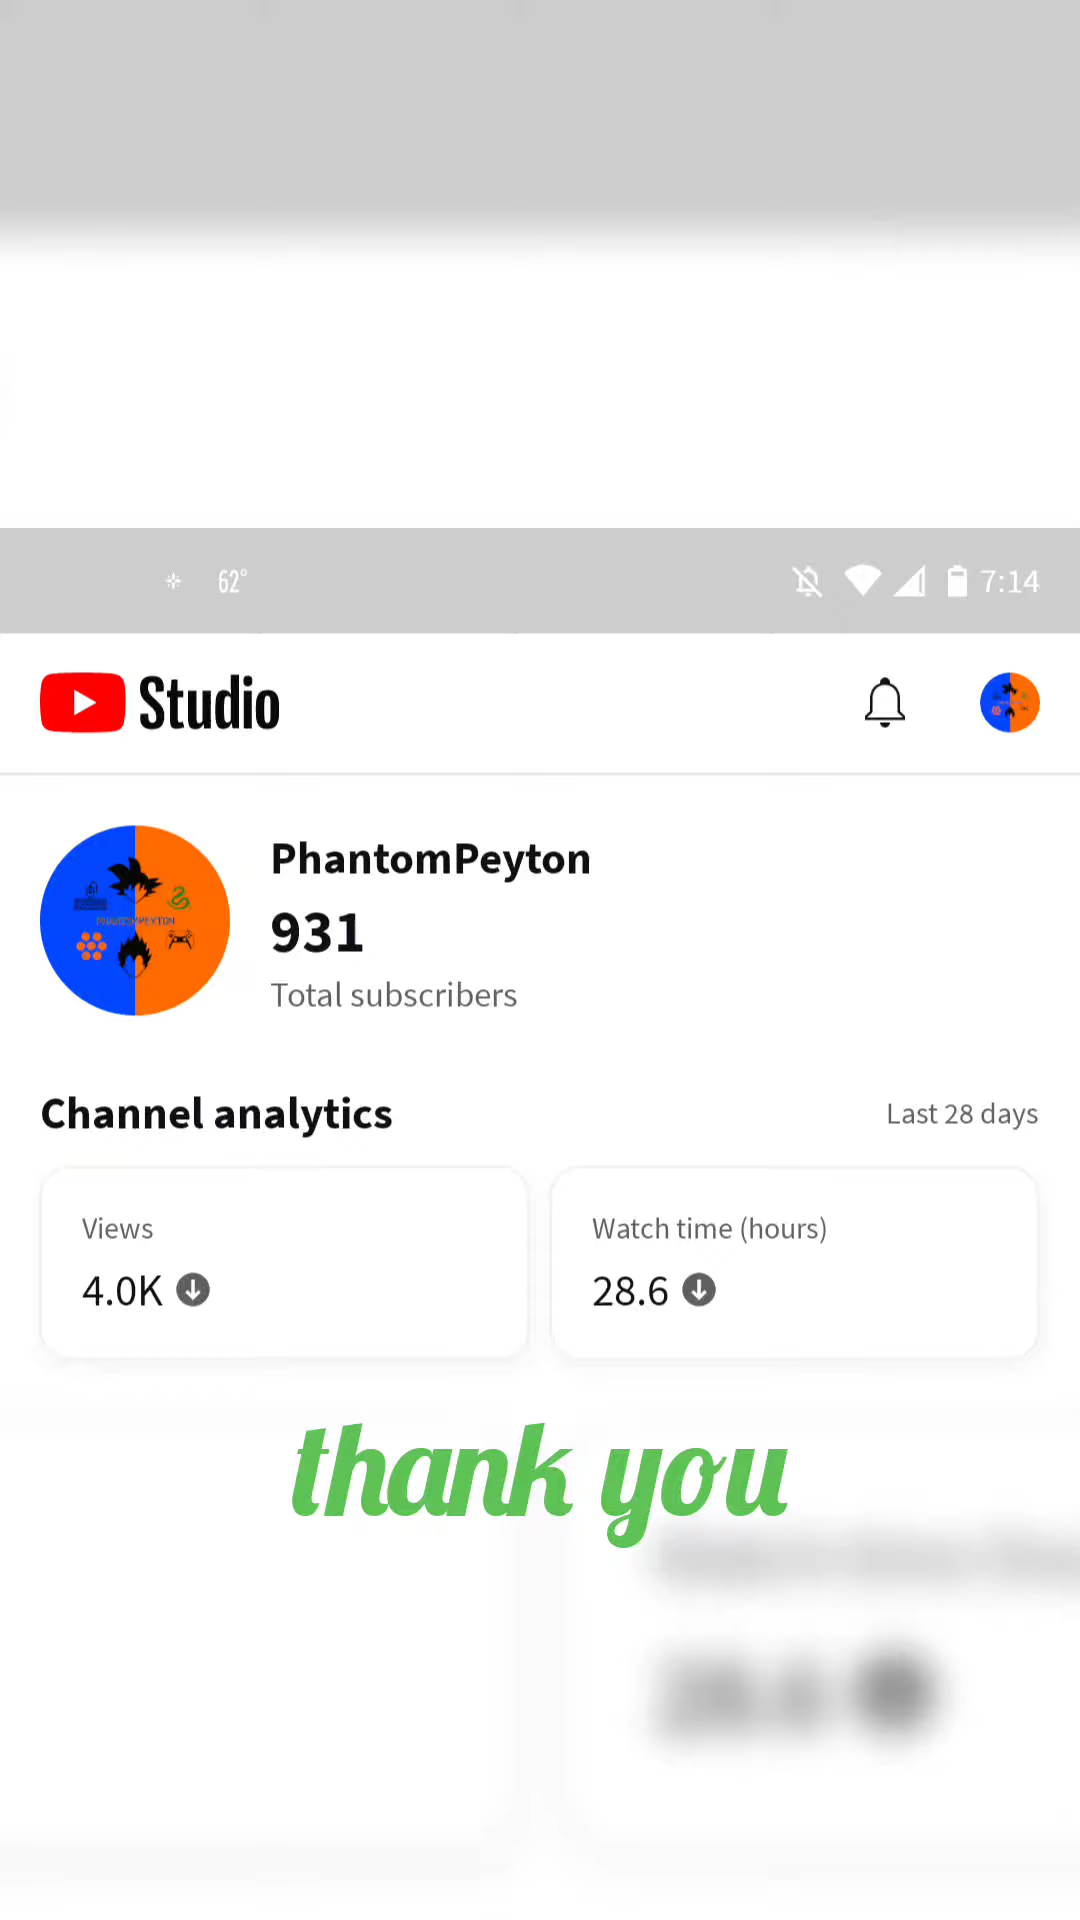 62°
7:14
Studio
PhantomPeyton
931
Total subscribers
PHANTOMPEYTON
Channel analytics
Last 28 days
Views
Watch time (hours)
4.0K
28.6
thank you